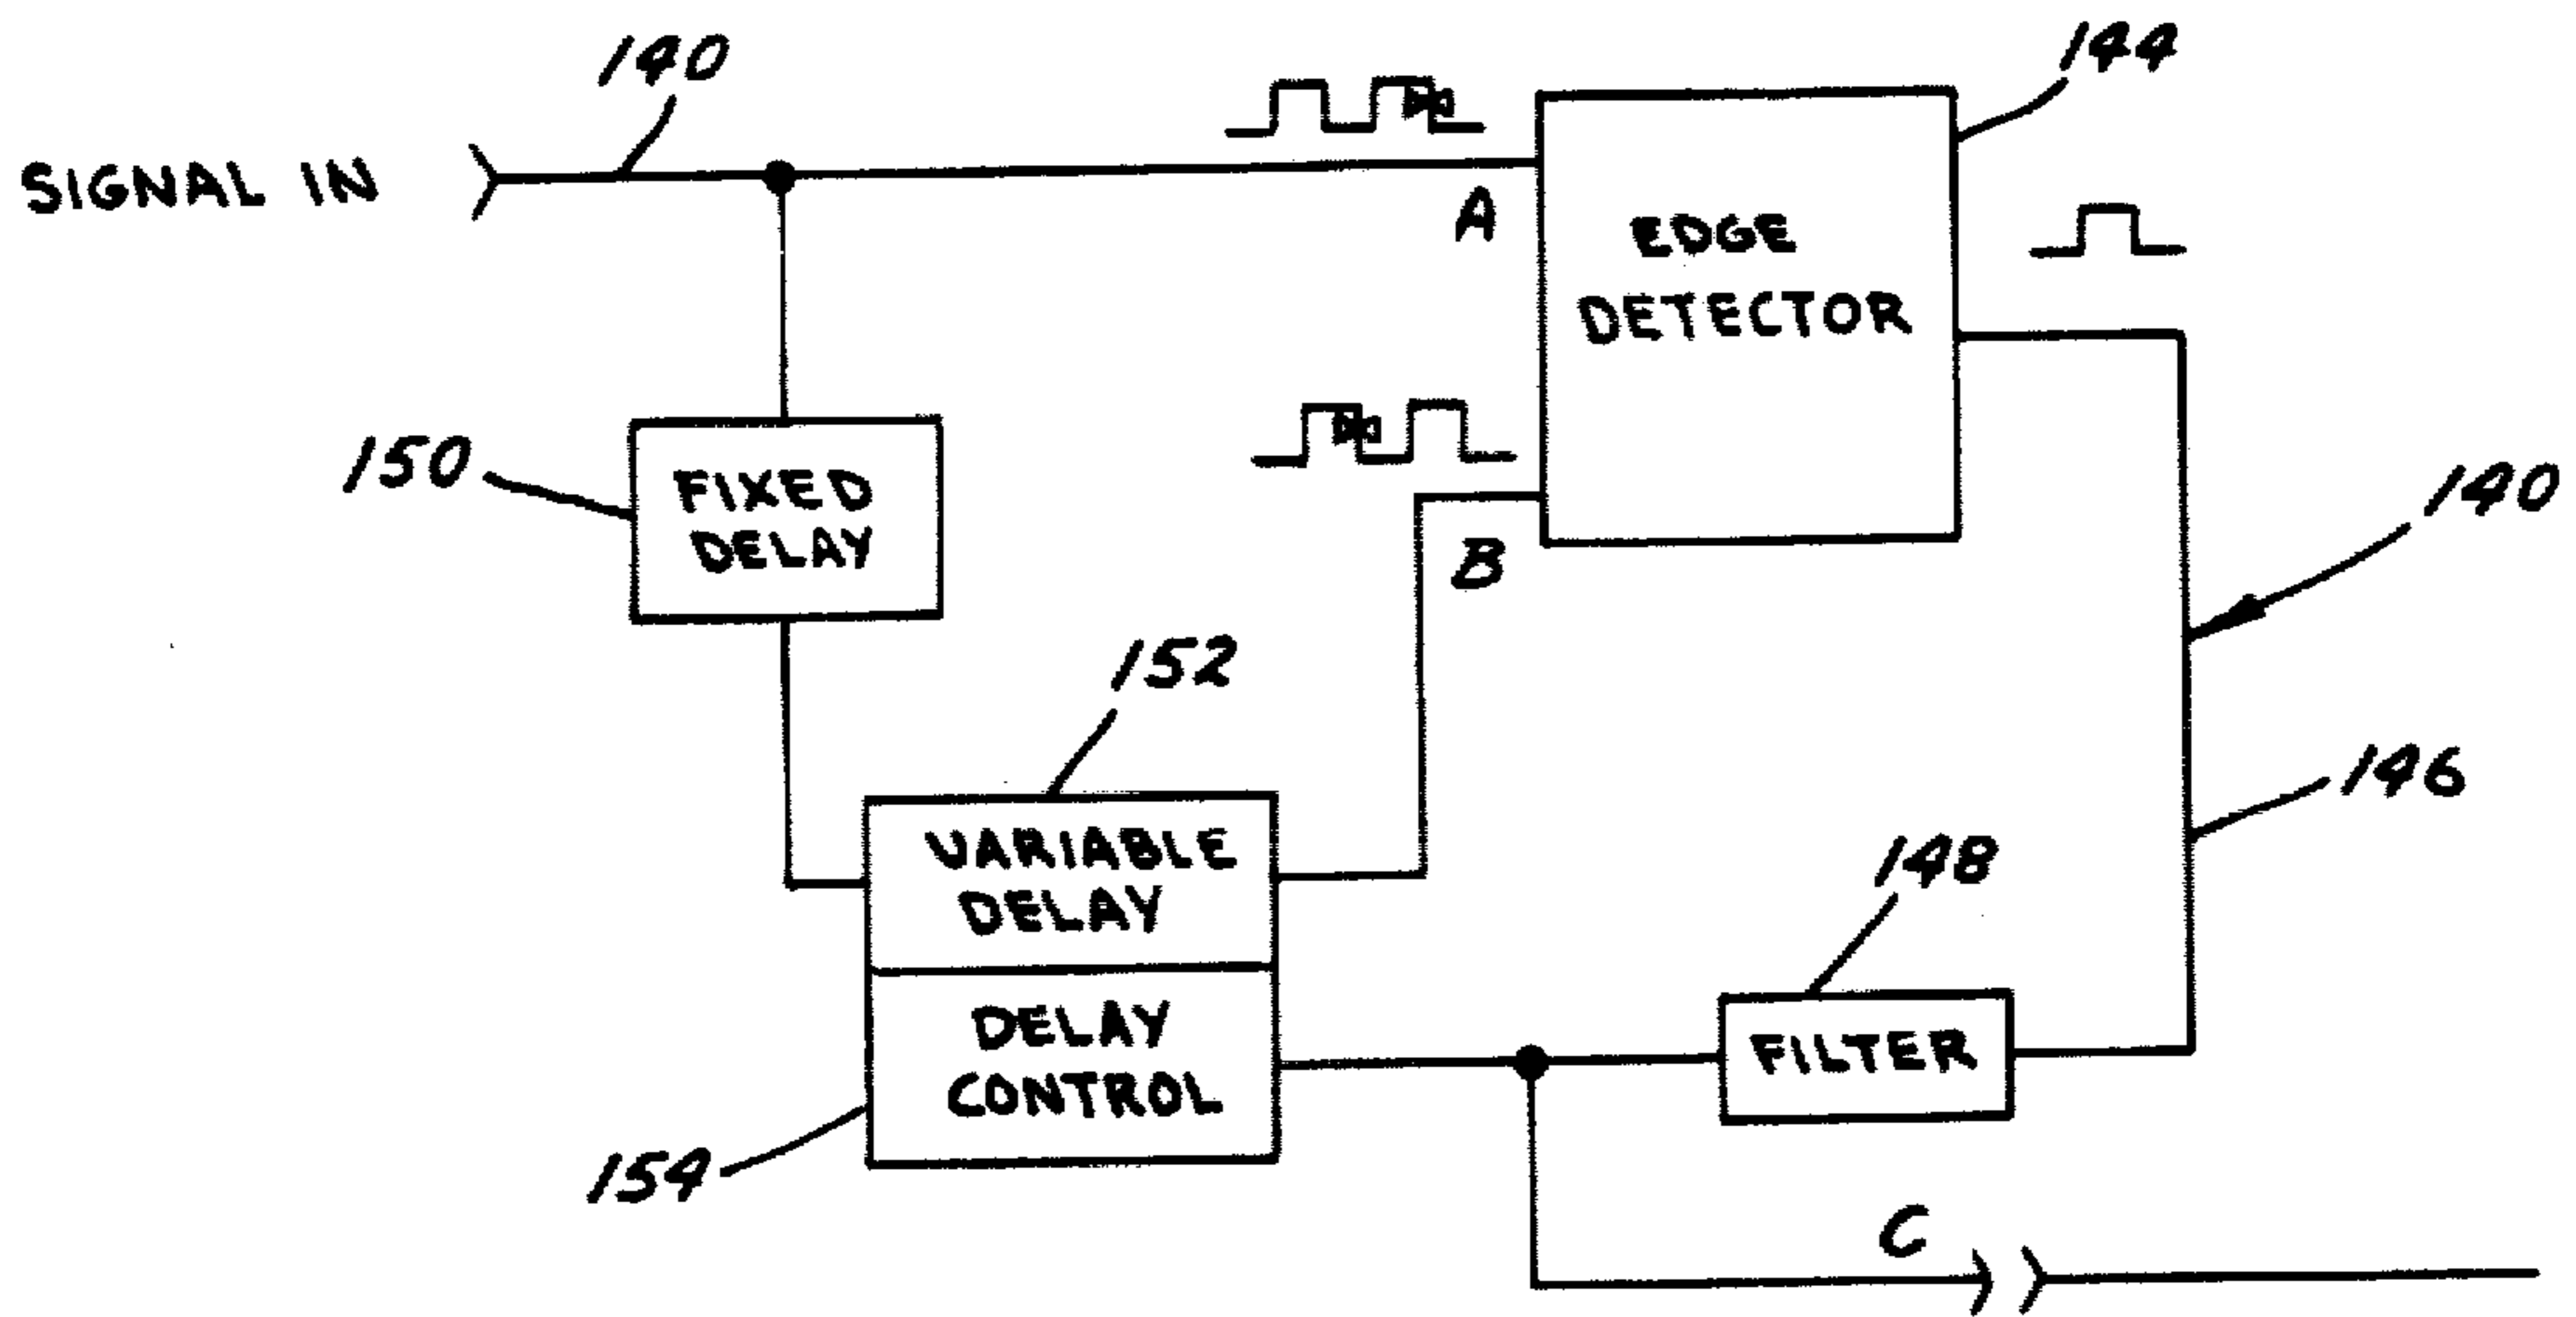 140
144
SIGNAL IN
A
EDGE
DETECTOR
150
FIXED
DELAY
B
140
152
146
VARIABLE
DELAY
148
DELAY
CONTROL
FILTER
154
C